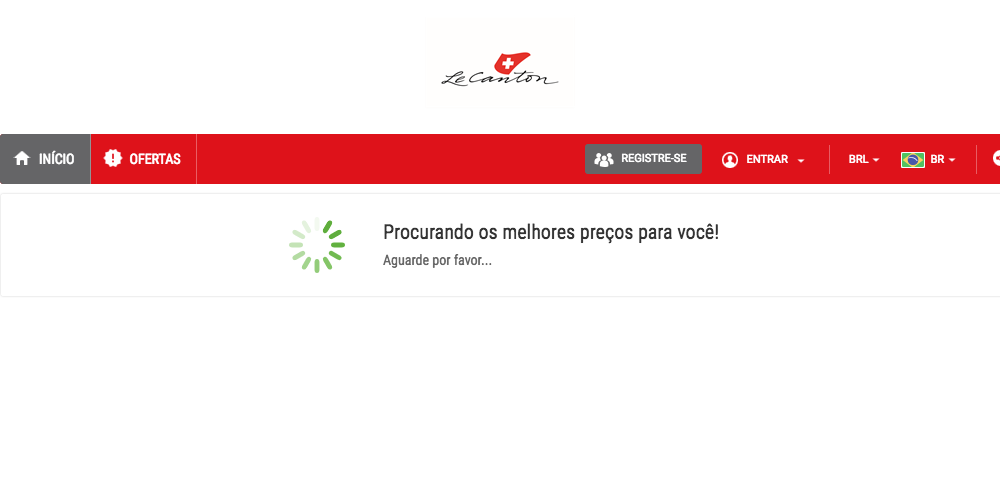 Le Canton
INÍCIO
OFERTAS
REGISTRE-SE
ENTRAR
BRL
BR
Procurando os melhores preços para você!
Aguarde por favor...